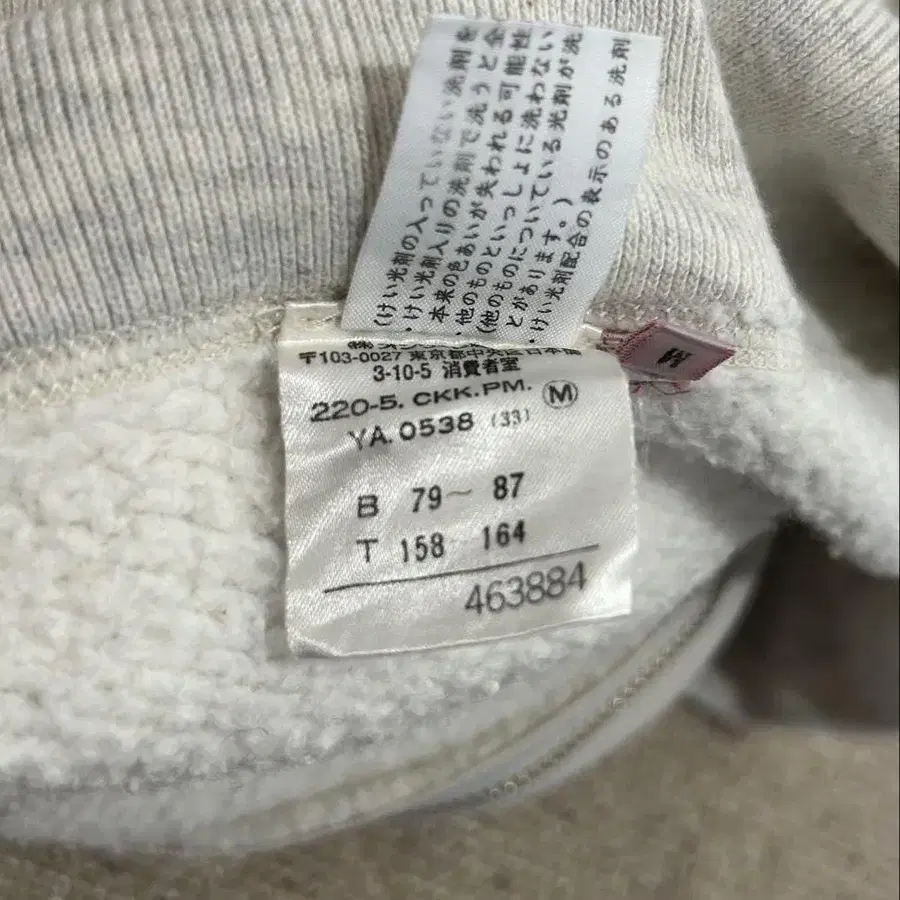 (けい光剤の入っていない洗剤を
・けい光剤入りの洗剤で洗うと全
本来の色あいが失われる可能性
・他のものといっしょに洗わない
(他のものについている光剤が洗
とがあります。)
・けい光剤配合の表示のある洗剤
〒103-0027 東京都中央区日本橋
3-10-5 消費者室
220-5. CKK.PM. M
YA.0538 (33)
B 79~ 87
T 158 164
463884
M